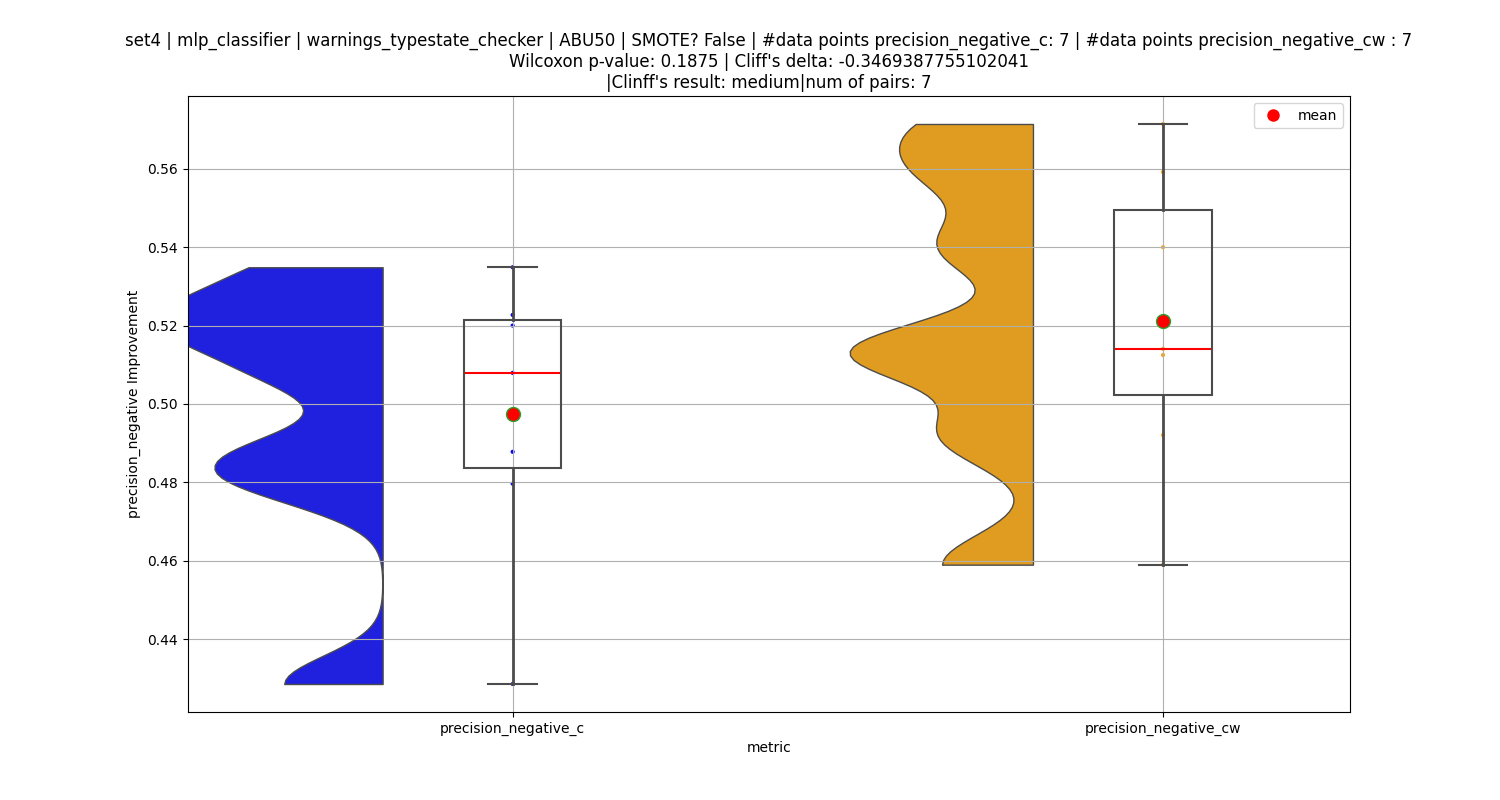 set4 | mlp_classifier | warnings_typestate_checker | ABU50 | SMOTE? False | #data points precision_negative_c: 7 | #data points precision_negative_cw : 7
Wilcoxon p-value: 0.1875 | Cliff's delta: -0.3469387755102041
|Clinff's result: medium|num of pairs: 7
mean
0.56
0.54
0.52
0.50
0.48
0.46
0.44
precision_negative Improvement
precision_negative_c
precision_negative_cw
metric